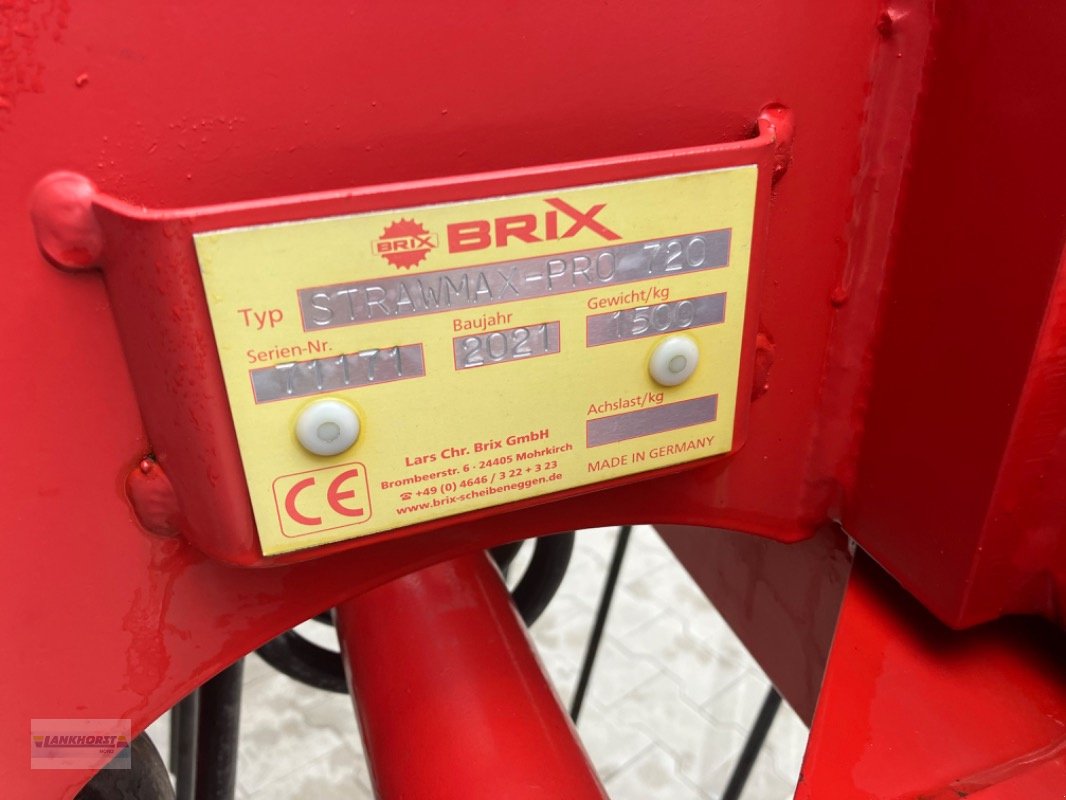 BRIX BRIX
Typ STRAWMAX-PRO 720
Serien-Nr. Baujahr Gewicht/kg
71171 2021 1500
Achslast/kg
Lars Chr. Brix GmbH
Brombeerstr. 6 · 24405 Mohrkirch
☎ +49 (0) 4646 / 3 22 + 3 23
www.brix-scheibeneggen.de
CE
MADE IN GERMANY
LANKHORST